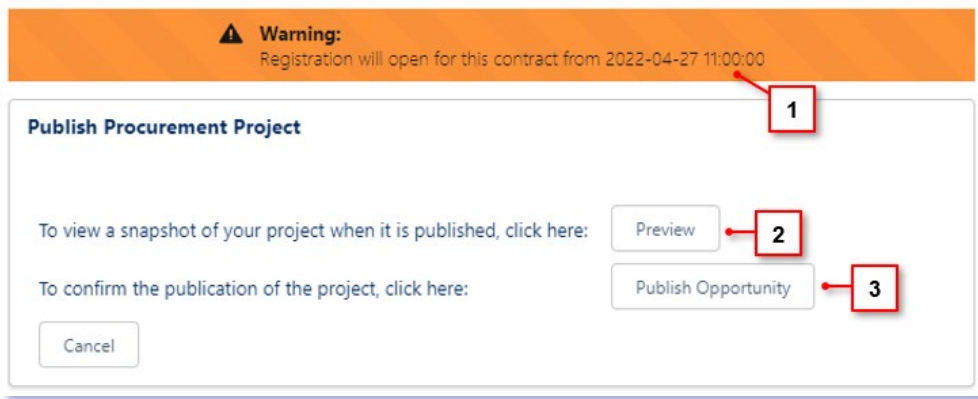 Warning:
Registration will open for this contract from 2022-04-27 11:00:00
1
Publish Procurement Project
To view a snapshot of your project when it is published, click here: Preview 2
To confirm the publication of the project, click here: Publish Opportunity 3
Cancel